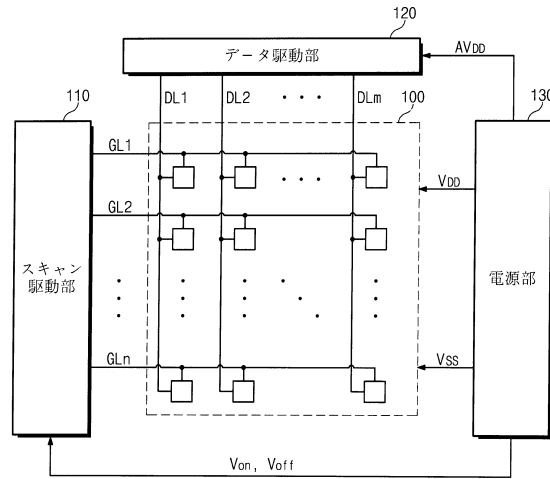 120
データ駆動部
AVDD
110
DL1
DL2
. . .
DLm
100
130
GL1
VDD
GL2
スキャン
駆動部
電源部
GLn
VSS
Von, Voff